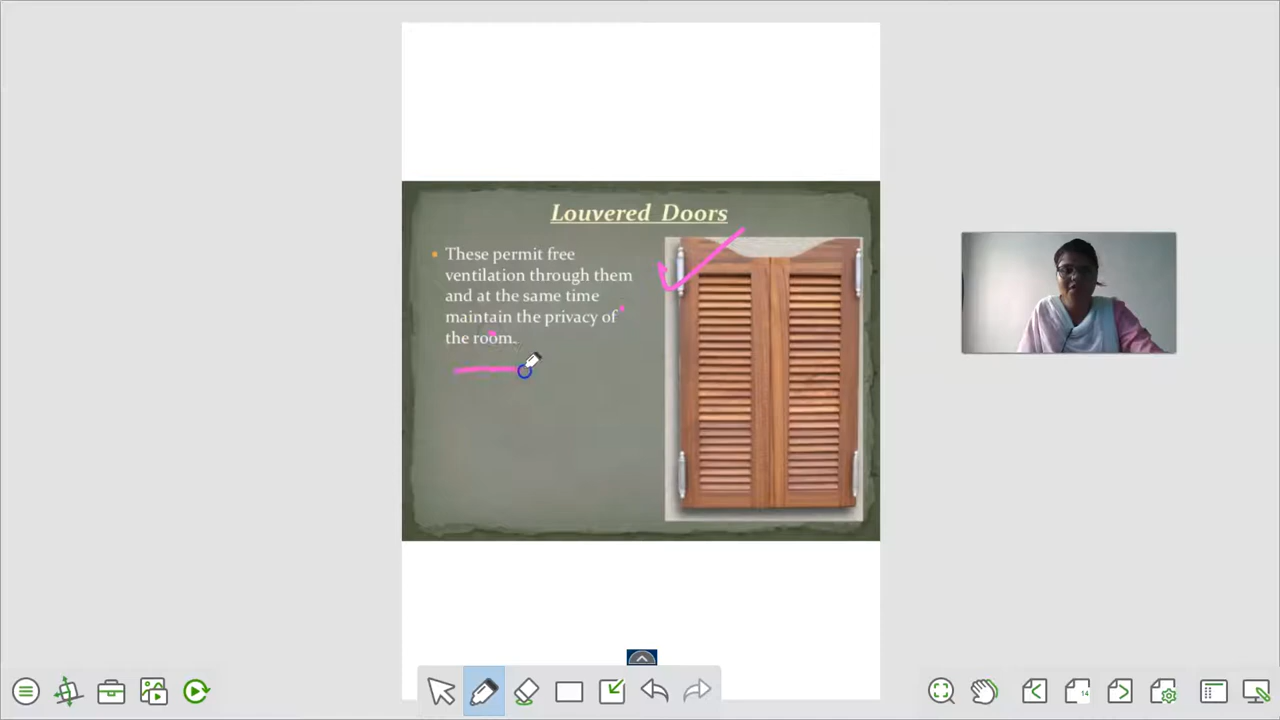 Louvered Doors
These permit free
ventilation through them
and at the same time
maintain the privacy of
the room.
14